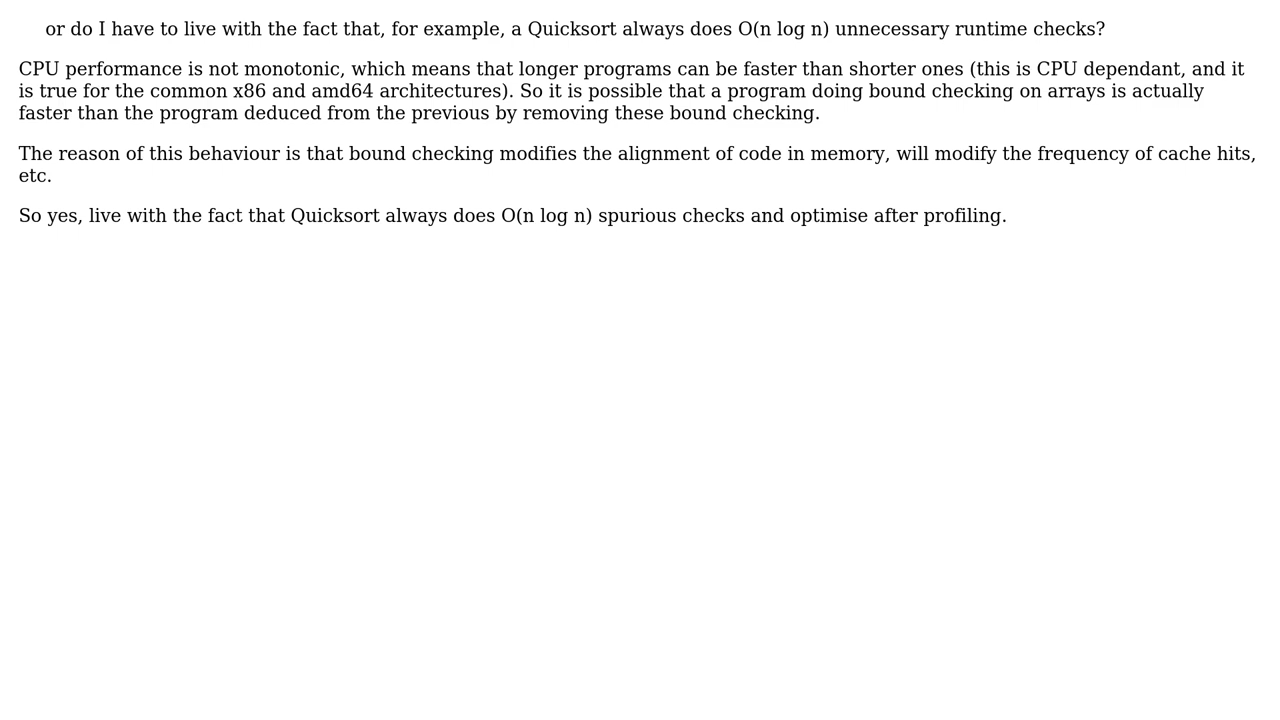 or do I have to live with the fact that, for example, a Quicksort always does O(n log n) unnecessary runtime checks?
CPU performance is not monotonic, which means that longer programs can be faster than shorter ones (this is CPU dependant, and it
is true for the common x86 and amd64 architectures). So it is possible that a program doing bound checking on arrays is actually
faster than the program deduced from the previous by removing these bound checking.
The reason of this behaviour is that bound checking modifies the alignment of code in memory, will modify the frequency of cache hits,
etc.
So yes, live with the fact that Quicksort always does O(n log n) spurious checks and optimise after profiling.